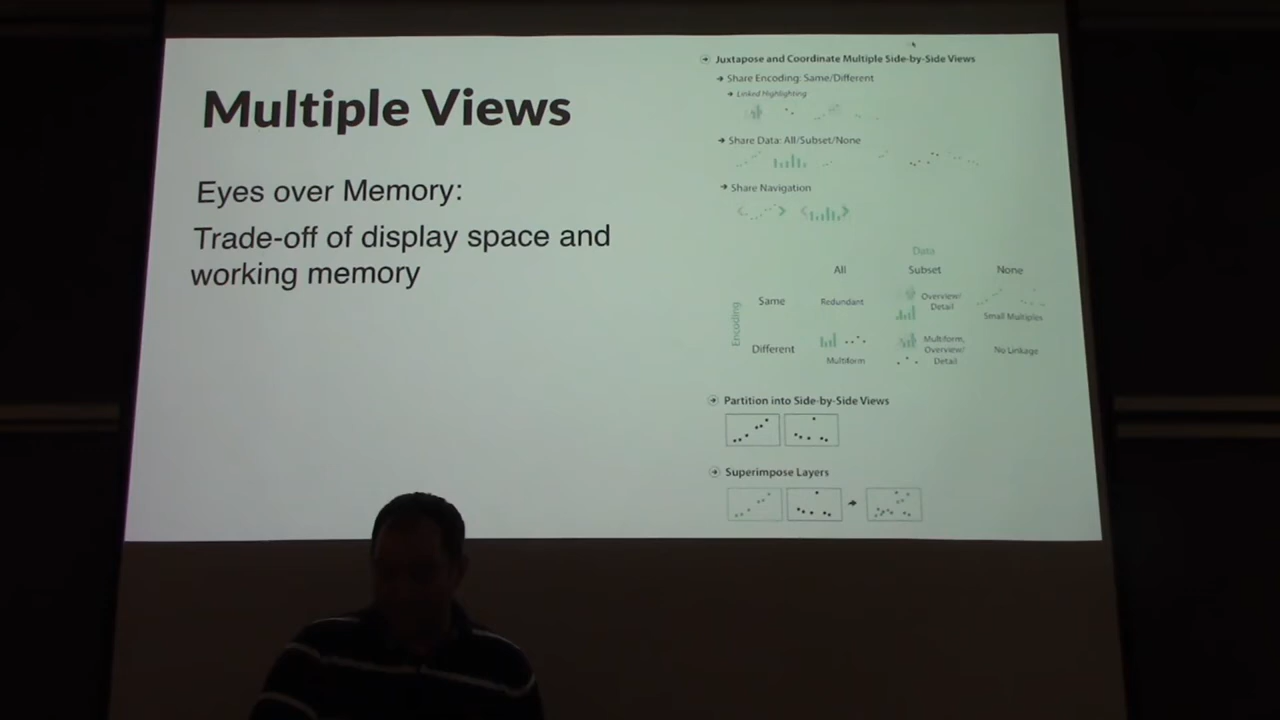 Multiple Views
Eyes over Memory:
Trade-off of display space and
working memory
Juxtapose and Coordinate Multiple Side-by-Side Views
Share Encoding: Same/Different
Linked Highlighting
Share Data: All/Subset/None
Share Navigation
Data
All Subset None
Encoding
Same
Redundant
Overview/
Detail
Small Multiples
Different
Multiform
Multiform,
Overview/
Detail
No Linkage
Partition into Side-by-Side Views
Superimpose Layers